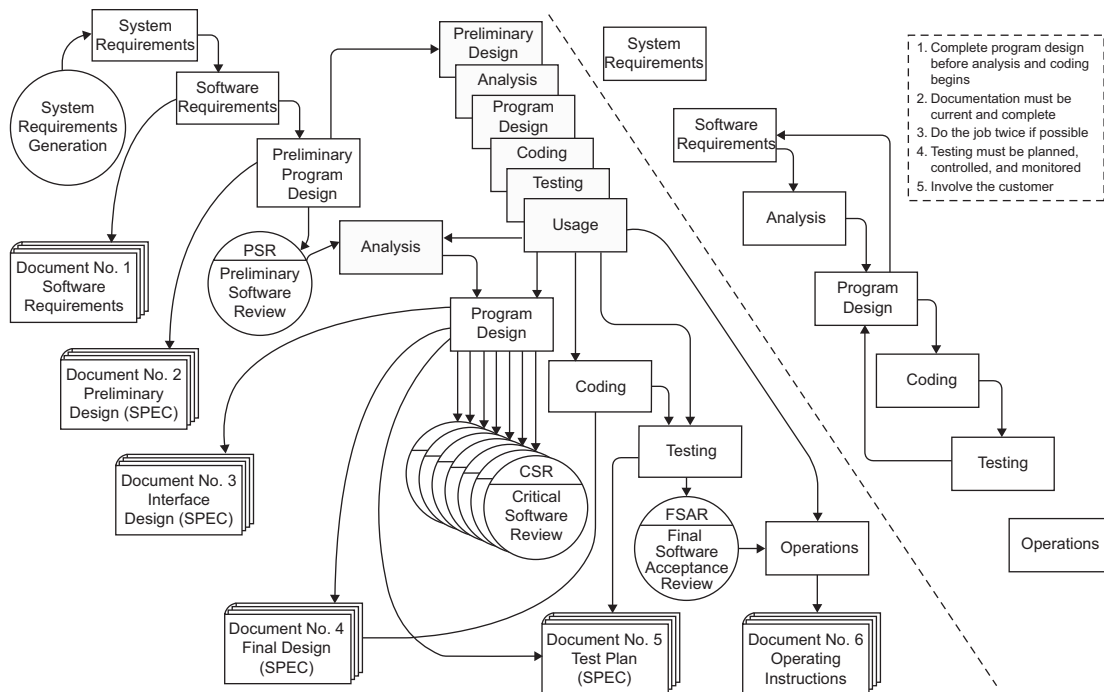 System
Requirements
System
Requirements
Generation
Software
Requirements
Preliminary
Program
Design
Preliminary
Design
Analysis
Program
Design
Coding
Testing
Usage
PSR
Preliminary
Software
Review
Analysis
Program
Design
Coding
Testing
CSR
Critical
Software
Review
FSAR
Final
Software
Acceptance
Review
Operations
Document No. 1
Software
Requirements
Document No. 2
Preliminary
Design (SPEC)
Document No. 3
Interface
Design (SPEC)
Document No. 4
Final Design
(SPEC)
Document No. 5
Test Plan
(SPEC)
Document No. 6
Operating
Instructions
System
Requirements
Software
Requirements
Analysis
Program
Design
Coding
Testing
Operations
1. Complete program design
before analysis and coding
begins
2. Documentation must be
current and complete
3. Do the job twice if possible
4. Testing must be planned,
controlled, and monitored
5. Involve the customer